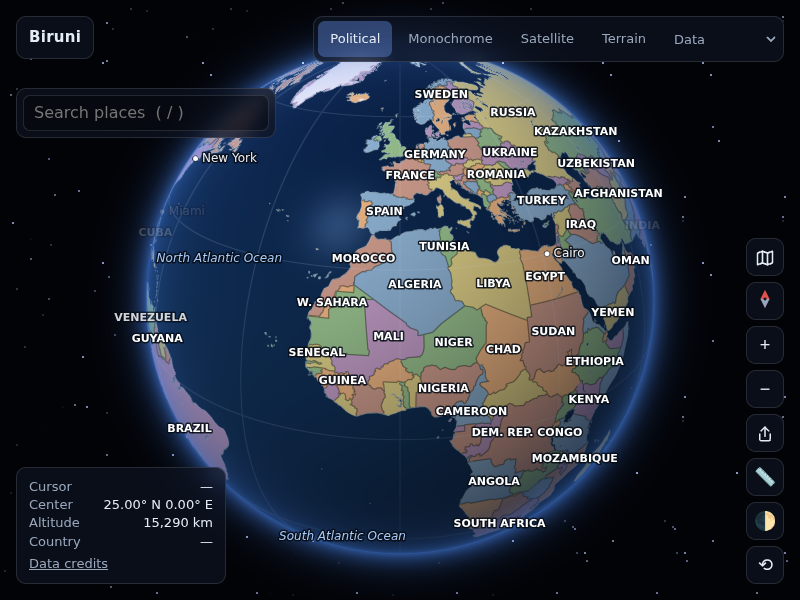 Biruni
Political Monochrome Satellite Terrain Data
Search places ( / )
SWEDEN
RUSSIA
KAZAKHSTAN
GERMANY
UKRAINE
New York
UZBEKISTAN
FRANCE
ROMANIA
AFGHANISTAN
TURKEY
Miami
SPAIN
IRAQ
INDIA
CUBA
TUNISIA
Cairo
North Atlantic Ocean
MOROCCO
OMAN
EGYPT
ALGERIA
LIBYA
W. SAHARA
YEMEN
VENEZUELA
SUDAN
GUYANA
MALI
NIGER
CHAD
SENEGAL
ETHIOPIA
GUINEA
NIGERIA
KENYA
CAMEROON
BRAZIL
DEM. REP. CONGO
MOZAMBIQUE
ANGOLA
SOUTH AFRICA
South Atlantic Ocean
Cursor —
Center 25.00° N 0.00° E
Altitude 15,290 km
Country —
Data credits